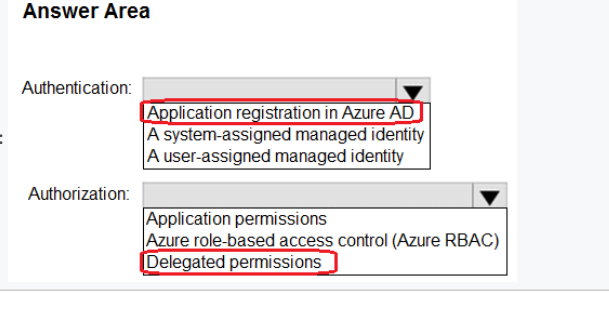 Answer Area
Authentication:
Application registration in Azure AD
A system-assigned managed identity
A user-assigned managed identity
:
Authorization:
Application permissions
Azure role-based access control (Azure RBAC)
Delegated permissions